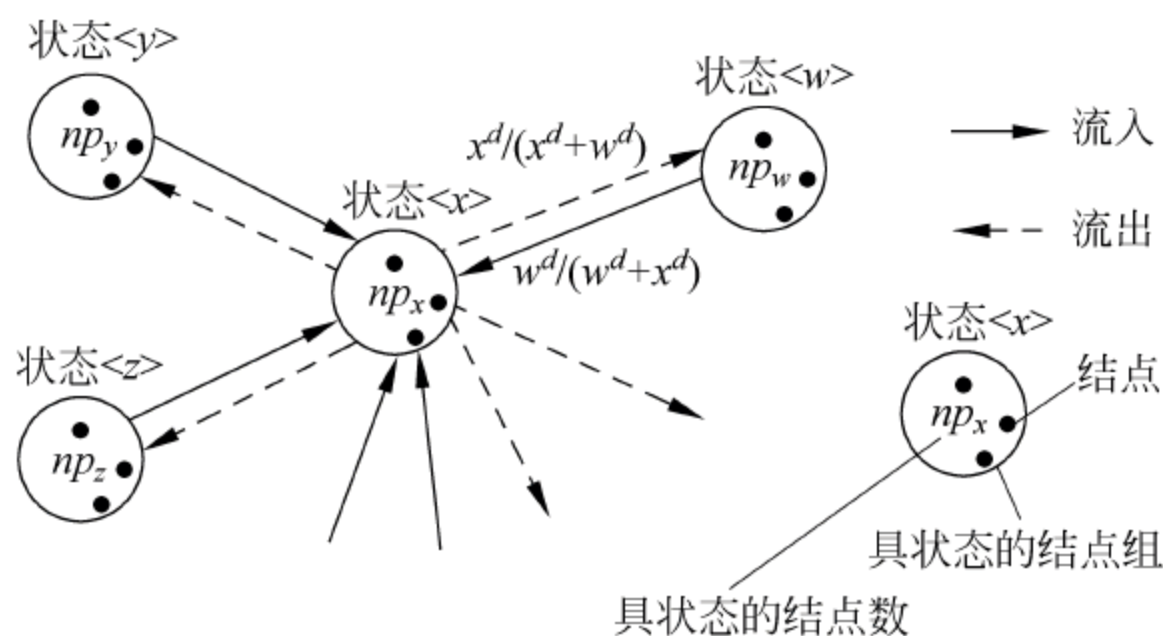 状态<y>
np_y
状态<w>
np_w
x^d/(x^d+w^d)
流入
状态<x>
np_x
w^d/(w^d+x^d)
流出
状态<z>
np_z
状态<x>
np_x
结点
具状态的结点组
具状态的结点数